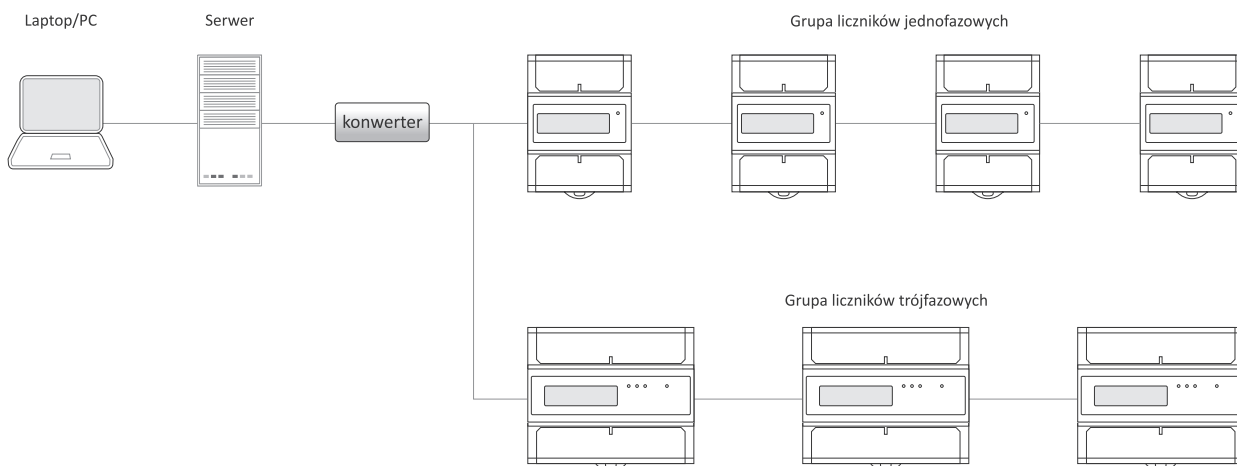 Laptop/PC
Serwer
Grupa liczników jednofazowych
konwerter
Grupa liczników trójfazowych